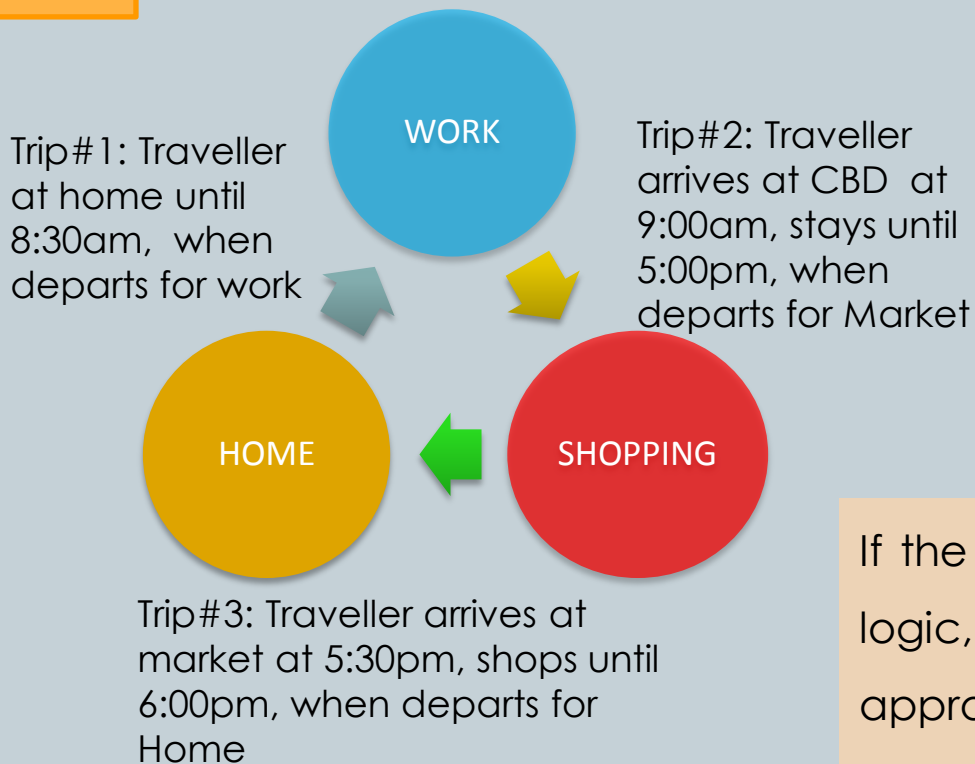 WORK
Trip#1: Traveller
at home until
8:30am, when
departs for work
Trip#2: Traveller
arrives at CBD at
9:00am, stays until
5:00pm, when
departs for Market
HOME
SHOPPING
Trip#3: Traveller arrives at
market at 5:30pm, shops until
6:00pm, when departs for
Home
If the
logic,